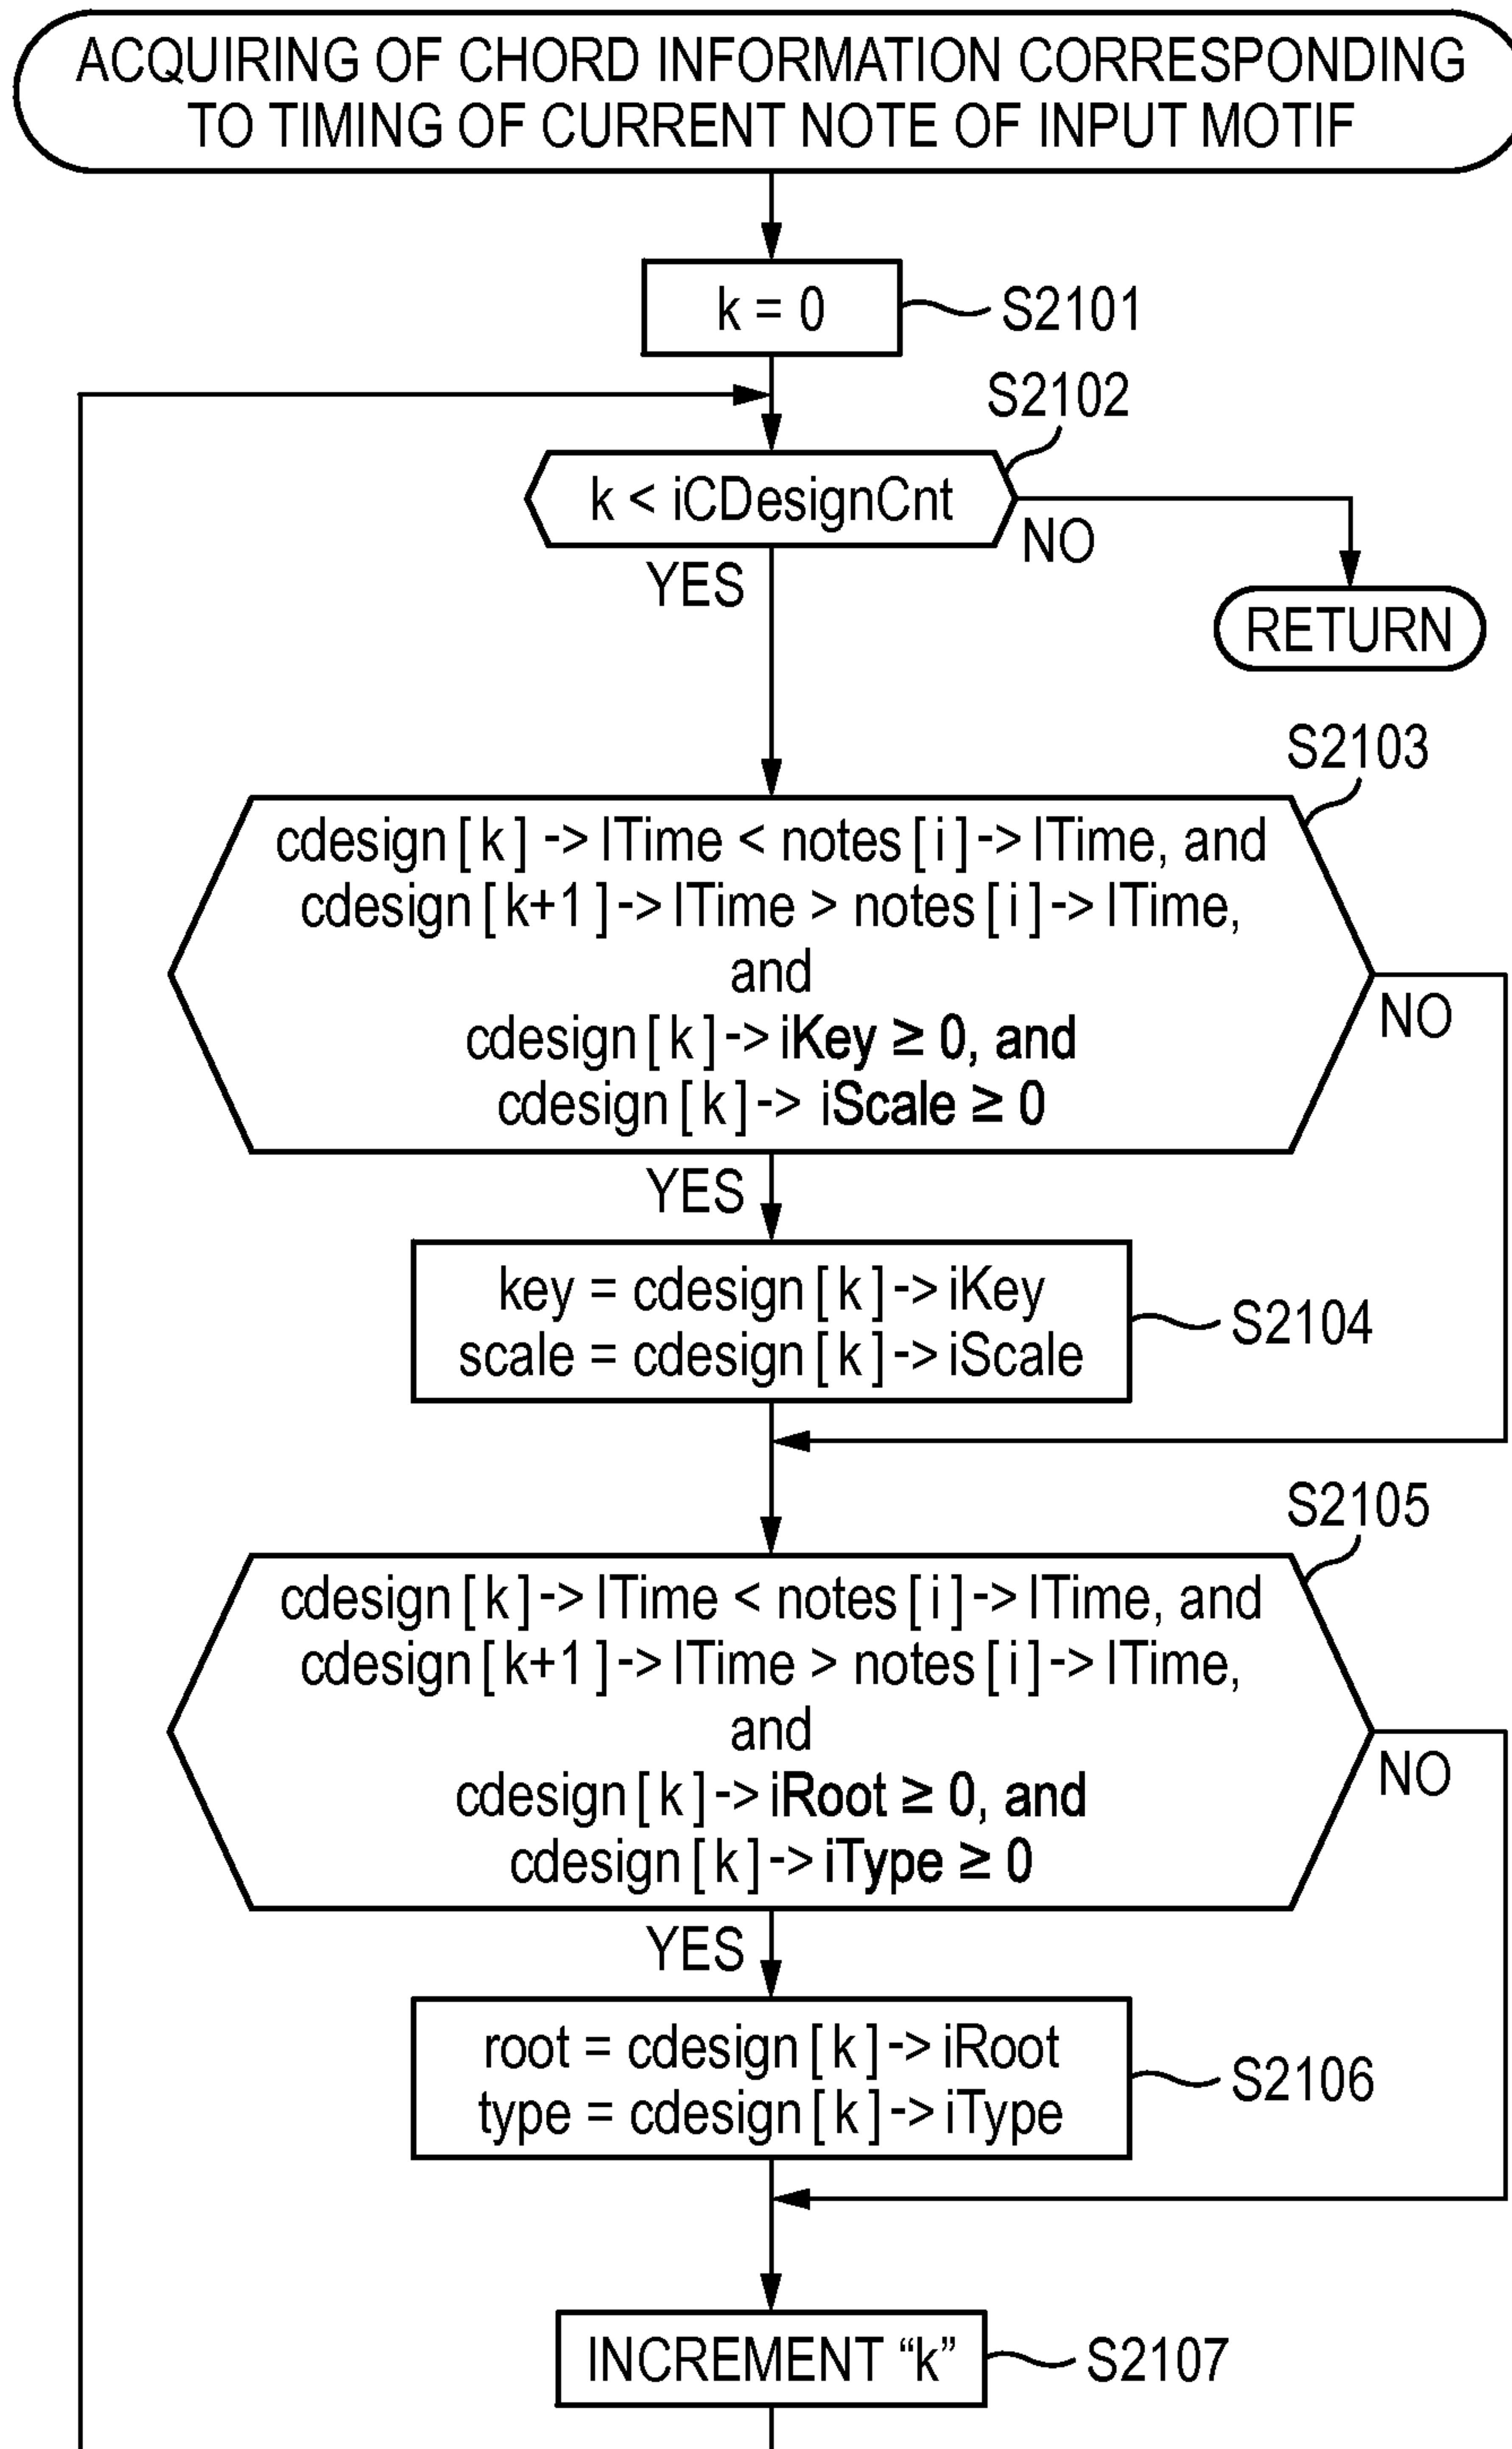 ACQUIRING OF CHORD INFORMATION CORRESPONDING
TO TIMING OF CURRENT NOTE OF INPUT MOTIF
k = 0
S2101
S2102
k < iCDesignCnt
NO
YES
RETURN
S2103
cdesign [ k ] -> lTime < notes [ i ] -> lTime, and
cdesign [ k+1 ] -> lTime > notes [ i ] -> lTime,
and
cdesign [ k ] -> iKey ≥ 0, and
cdesign [ k ] -> iScale ≥ 0
NO
YES
key = cdesign [ k ] -> iKey
scale = cdesign [ k ] -> iScale
S2104
S2105
cdesign [ k ] -> lTime < notes [ i ] -> lTime, and
cdesign [ k+1 ] -> lTime > notes [ i ] -> lTime,
and
cdesign [ k ] -> iRoot ≥ 0, and
cdesign [ k ] -> iType ≥ 0
NO
YES
root = cdesign [ k ] -> iRoot
type = cdesign [ k ] -> iType
S2106
INCREMENT “k”
S2107